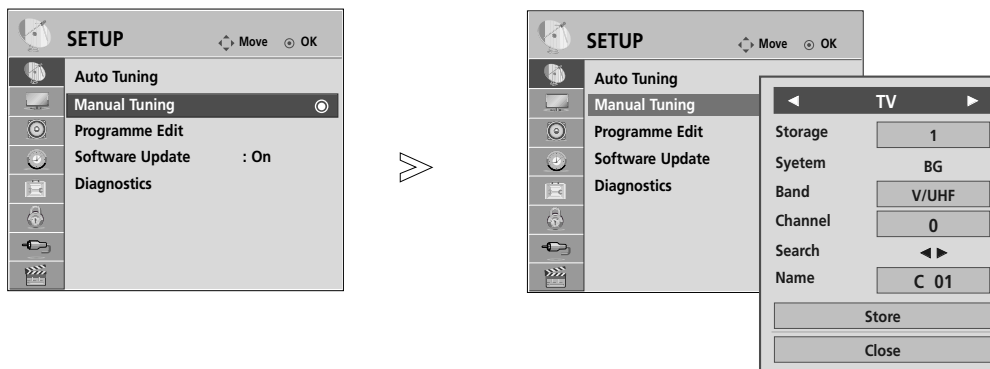 SETUP
Move OK
Auto Tuning
Manual Tuning
Programme Edit
Software Update : On
Diagnostics
SETUP
Move OK
Auto Tuning
Manual Tuning
Programme Edit
Software Update
Diagnostics
◄ TV ►
Storage 1
Syetem BG
Band V/UHF
Channel 0
Search ◄ ►
Name C 01
Store
Close